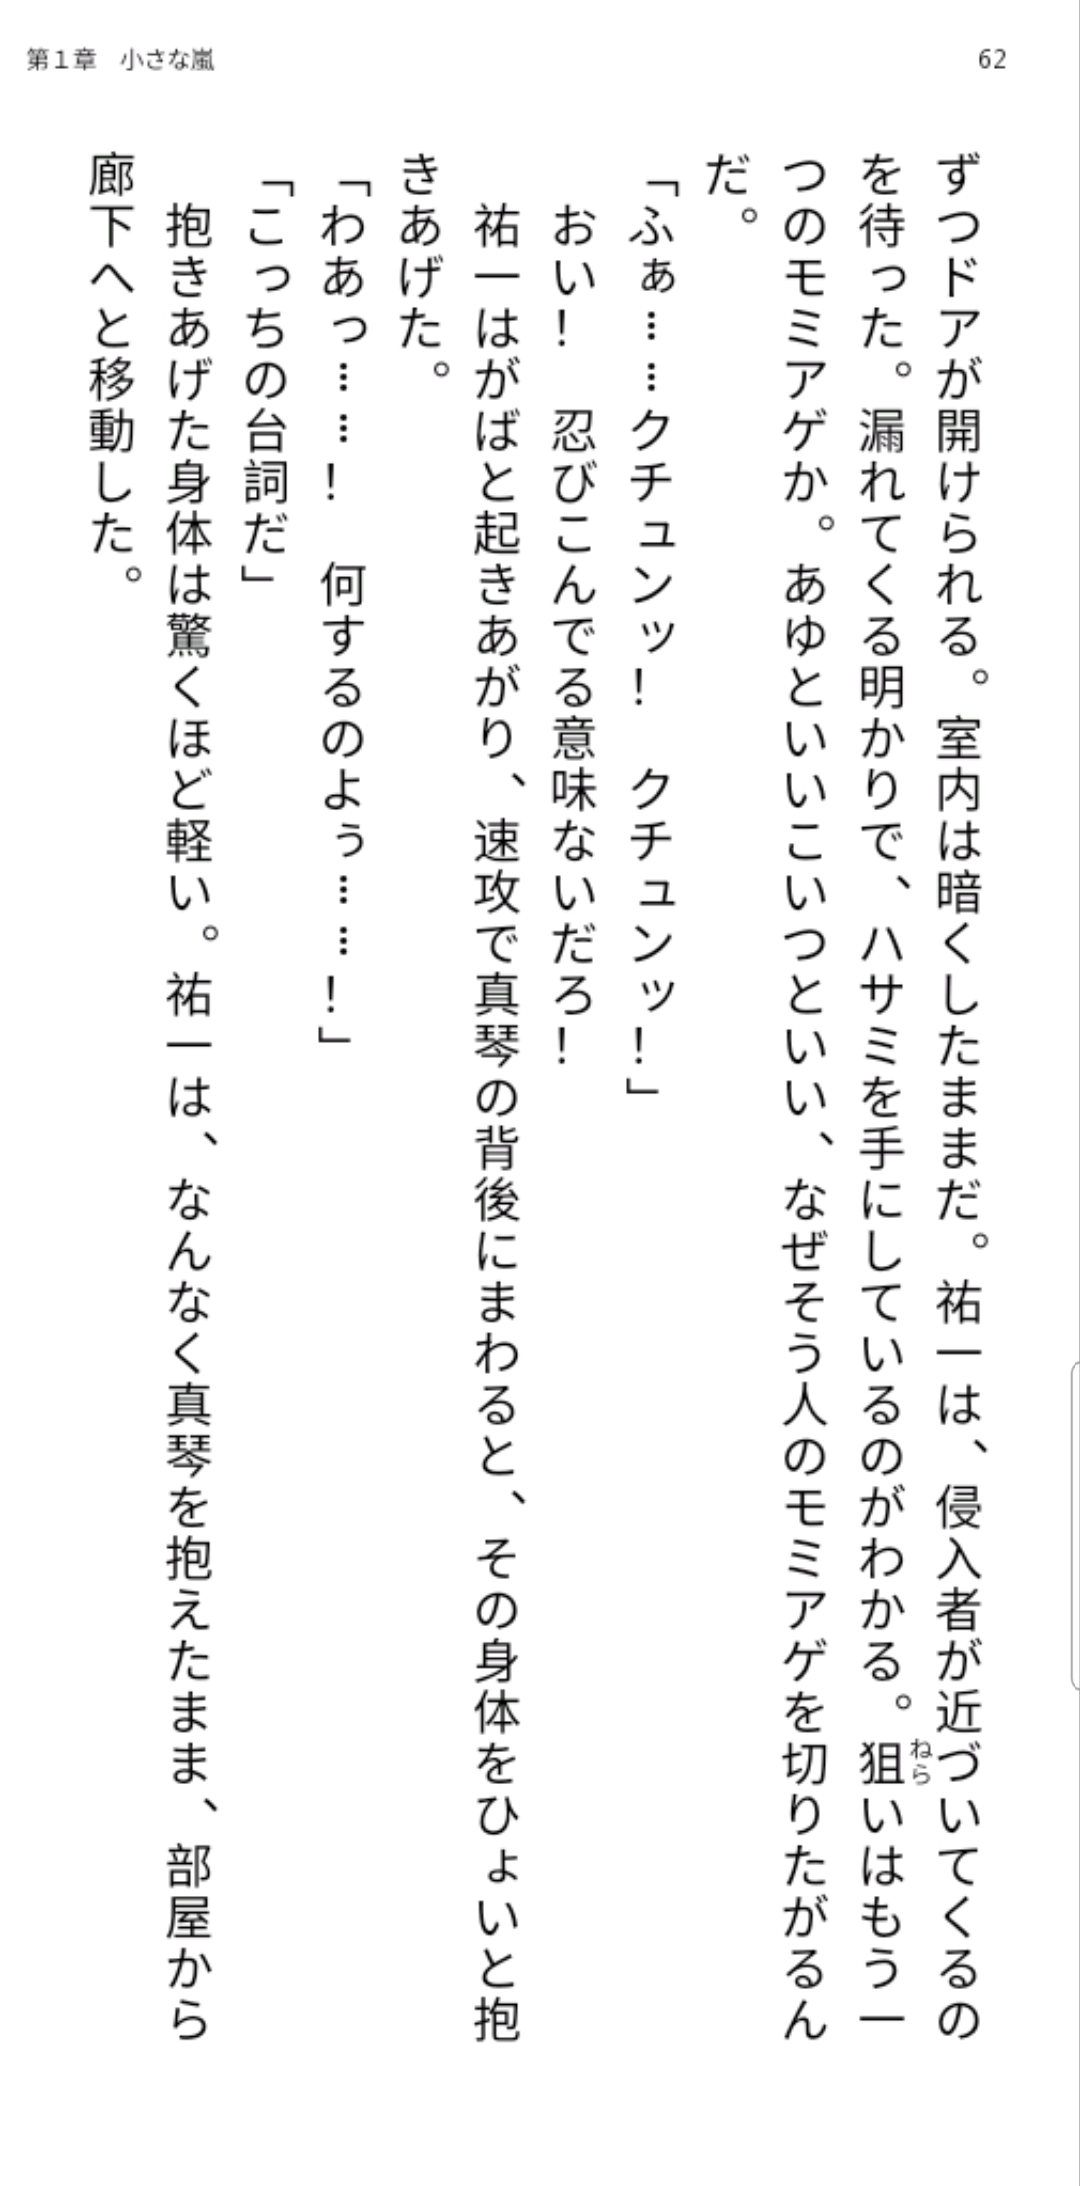 第１章　小さな嵐
62
ずつドアが開けられる。室内は暗くしたままだ。祐一は、侵入者が近づいてくるの
を待った。漏れてくる明かりで、ハサミを手にしているのがわかる。狙いはもう一
ねら
つのモミアゲか。あゆといいこいつといい、なぜそう人のモミアゲを切りたがるん
だ。
「ふぁ……クチュンッ！　クチュンッ！」
　おい！　忍びこんでる意味ないだろ！
　祐一はがばと起きあがり、速攻で真琴の背後にまわると、その身体をひょいと抱
きあげた。
「わあっ……！　何するのよぅ……！」
「こっちの台詞だ」
　抱きあげた身体は驚くほど軽い。祐一は、なんなく真琴を抱えたまま、部屋から
廊下へと移動した。